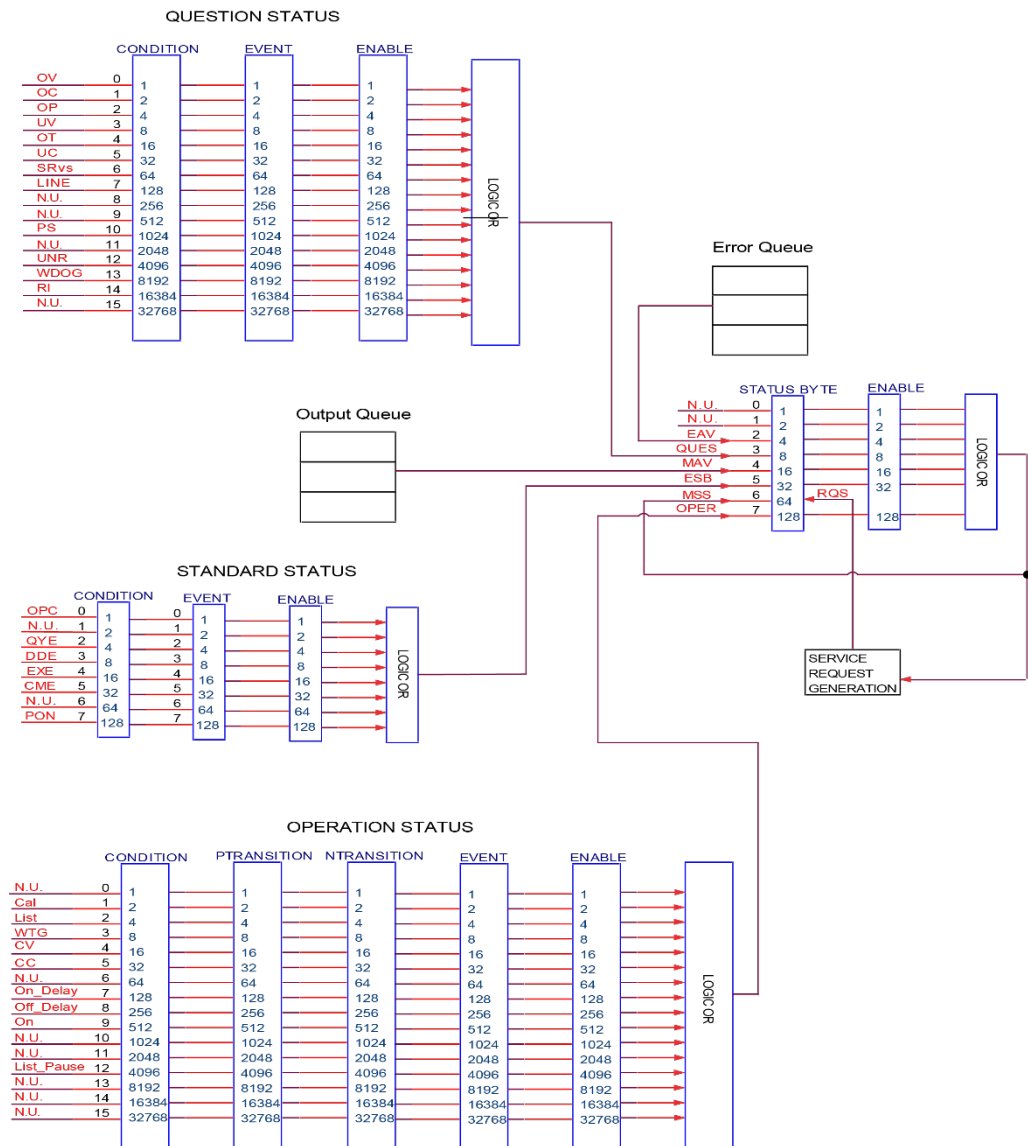 QUESTION STATUS
CONDITION EVENT ENABLE
OV 0 1 1 1
OC 1 2 2 2
OP 2 4 4 4
UV 3 8 8 8
OT 4 16 16 16
UC 5 32 32 32
SRvs 6 64 64 64
LINE 7 128 128 128
N.U. 8 256 256 256
N.U. 9 512 512 512
PS 10 1024 1024 1024
N.U. 11 2048 2048 2048
UNR 12 4096 4096 4096
WDOG 13 8192 8192 8192
RI 14 16384 16384 16384
N.U. 15 32768 32768 32768
LOGIC OR
Error Queue
Output Queue
STATUS BYTE ENABLE
N.U. 0 1 1
N.U. 1 2 2
EAV 2 4 4
QUES 3 8 8
MAV 4 16 16
ESB 5 32 32
MSS 6 64 RQS
OPER 7 128 128
LOGIC OR
SERVICE
REQUEST
GENERATION
STANDARD STATUS
CONDITION EVENT ENABLE
OPC 0 1 0 1 1
N.U. 1 2 1 2 2
QYE 2 4 2 4 4
DDE 3 8 3 8 8
EXE 4 16 4 16 16
CME 5 32 5 32 32
N.U. 6 64 6 64 64
PON 7 128 7 128 128
LOGIC OR
OPERATION STATUS
CONDITION PTRANSITION NTRANSITION EVENT ENABLE
N.U. 0 1 1 1 1 1
Cal 1 2 2 2 2 2
List 2 4 4 4 4 4
WTG 3 8 8 8 8 8
CV 4 16 16 16 16 16
CC 5 32 32 32 32 32
N.U. 6 64 64 64 64 64
On_Delay 7 128 128 128 128 128
Off_Delay 8 256 256 256 256 256
On 9 512 512 512 512 512
N.U. 10 1024 1024 1024 1024 1024
N.U. 11 2048 2048 2048 2048 2048
List_Pause 12 4096 4096 4096 4096 4096
N.U. 13 8192 8192 8192 8192 8192
N.U. 14 16384 16384 16384 16384 16384
N.U. 15 32768 32768 32768 32768 32768
LOGIC OR